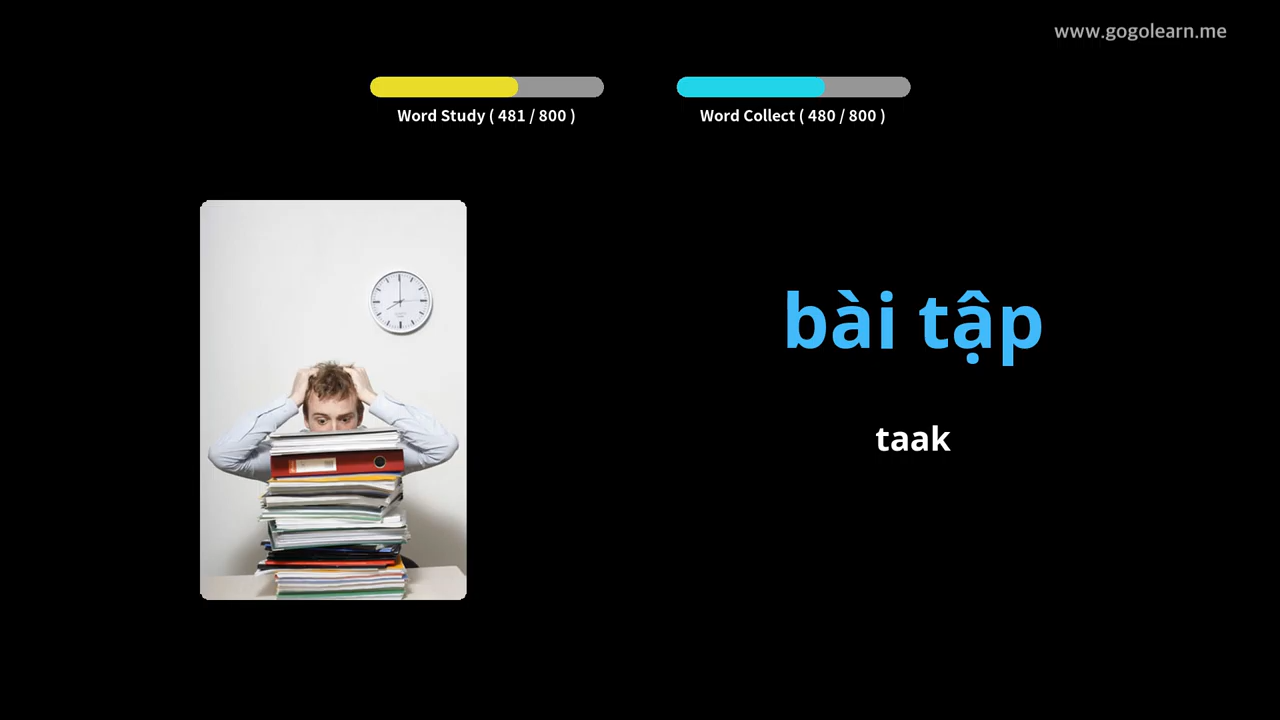 www.gogolearn.me
Word Study ( 481 / 800 )
Word Collect ( 480 / 800 )
bài tập
taak